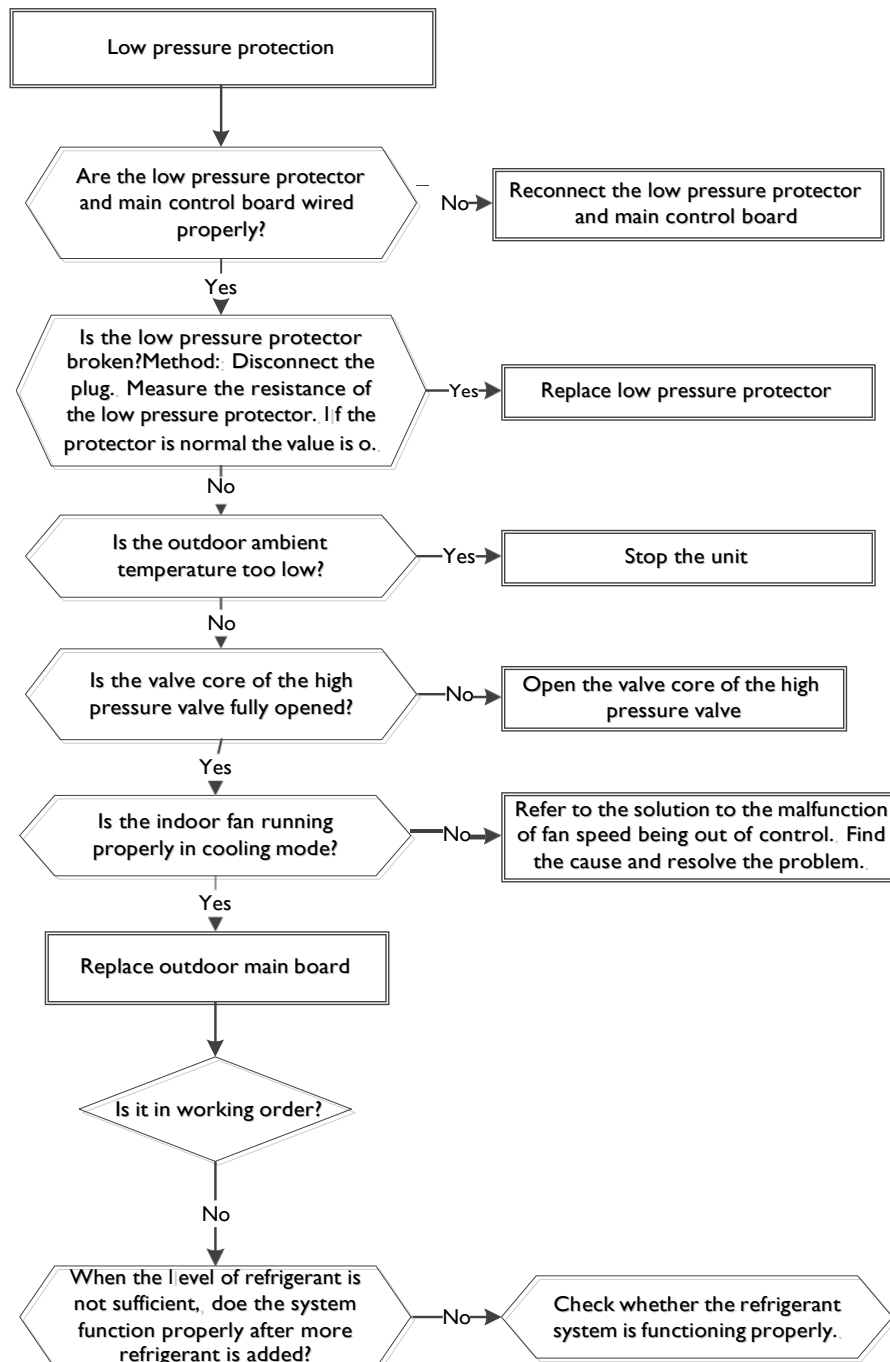 Low pressure protection
Are the low pressure protector
and main control board wired
properly?
No
Reconnect the low pressure protector
and main control board
Yes
Is the low pressure protector
broken?Method: Disconnect the
plug. Measure the resistance of
the low pressure protector. If the
protector is normal the value is o.
Yes
Replace low pressure protector
No
Is the outdoor ambient
temperature too low?
Yes
Stop the unit
No
Is the valve core of the high
pressure valve fully opened?
No
Open the valve core of the high
pressure valve
Yes
Is the indoor fan running
properly in cooling mode?
No
Refer to the solution to the malfunction
of fan speed being out of control. Find
the cause and resolve the problem.
Yes
Replace outdoor main board
Is it in working order?
No
When the level of refrigerant is
not sufficient, doe the system
function properly after more
refrigerant is added?
No
Check whether the refrigerant
system is functioning properly.